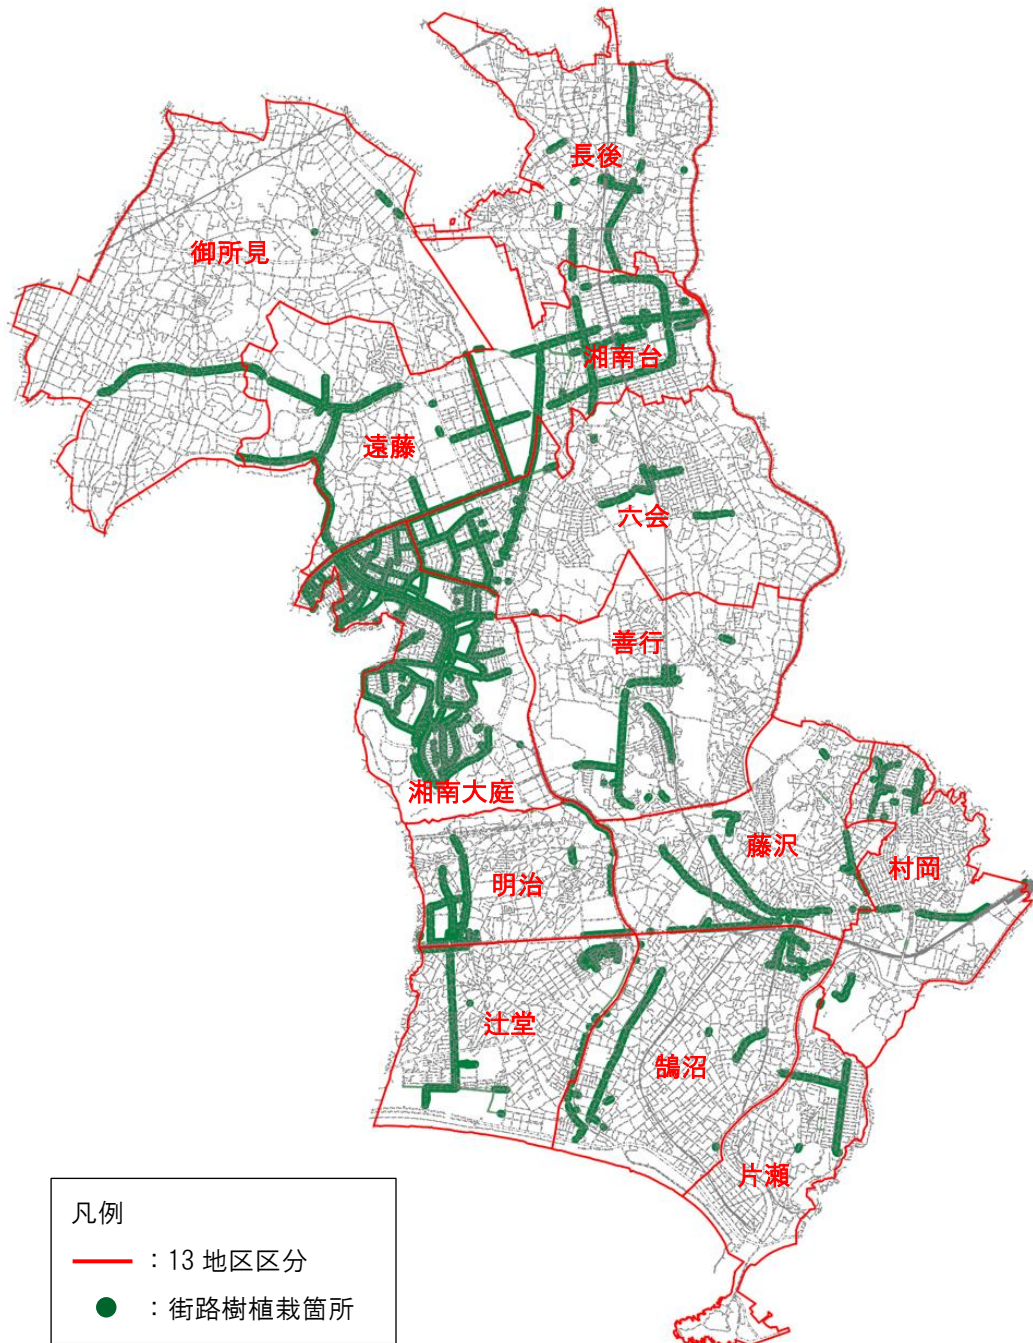 長後
御所見
湘南台
遠藤
六会
善行
湘南大庭
藤沢
村岡
明治
辻堂
鵠沼
片瀬
凡例
：13 地区区分
：街路樹植栽箇所